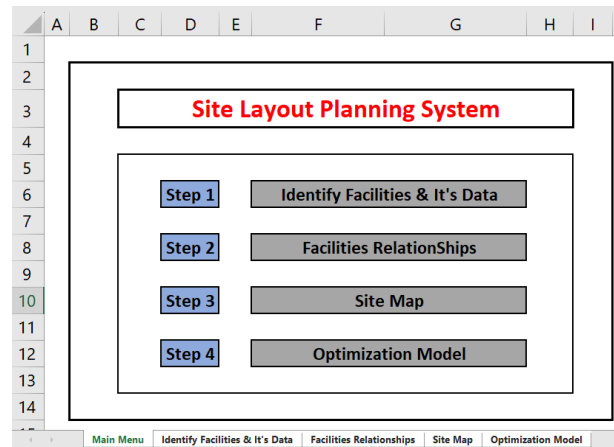 A B C D E F G H I
1
2
3 Site Layout Planning System
4
5
6 Step 1 Identify Facilities & It's Data
7
8 Step 2 Facilities RelationShips
9
10 Step 3 Site Map
11
12 Step 4 Optimization Model
13
14
Main Menu Identify Facilities & It's Data Facilities Relationships Site Map Optimization Model